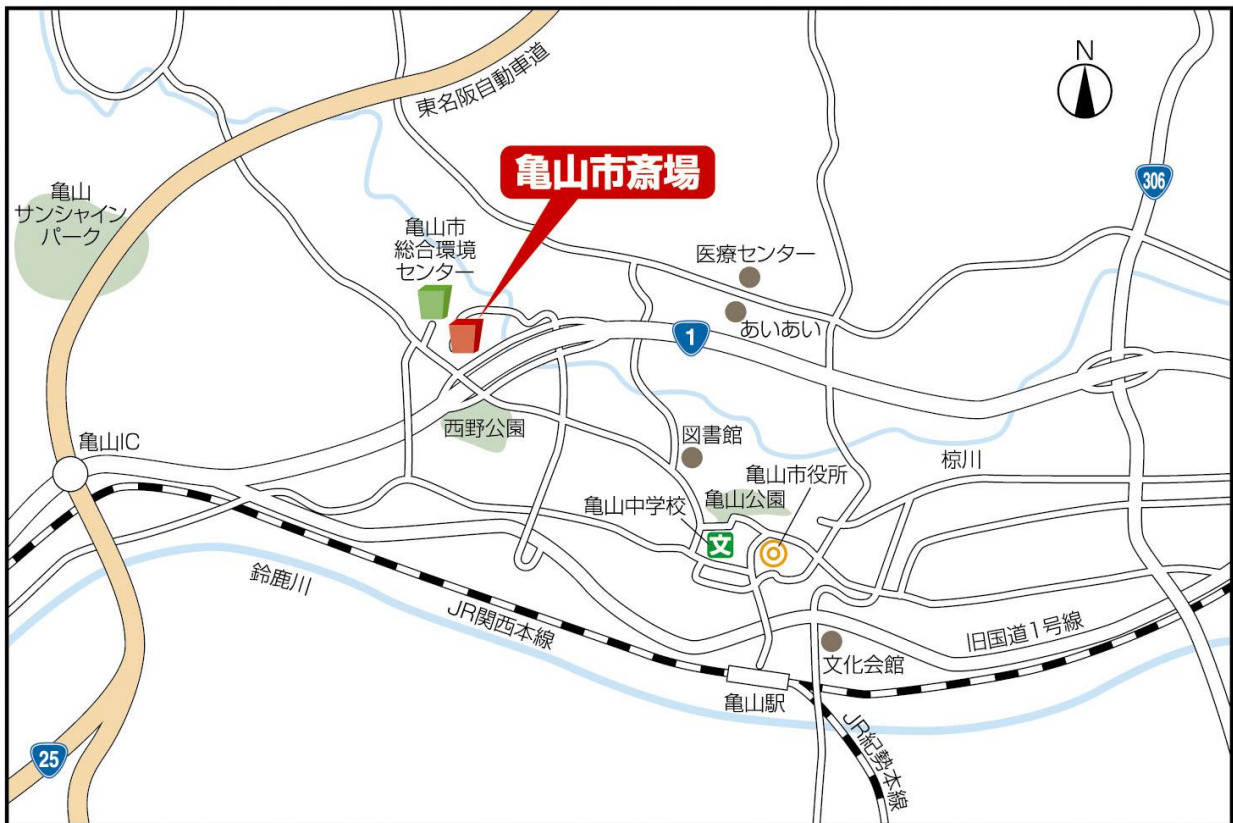 N
東名阪自動車道
306
亀山市斎場
亀山
サンシャイン
パーク
亀山市
総合環境
センター
医療センター
あいあい
1
西野公園
図書館
亀山IC
椋川
亀山市役所
亀山公園
亀山中学校
文
鈴鹿川
JR関西本線
旧国道1号線
文化会館
亀山駅
JR紀勢本線
25